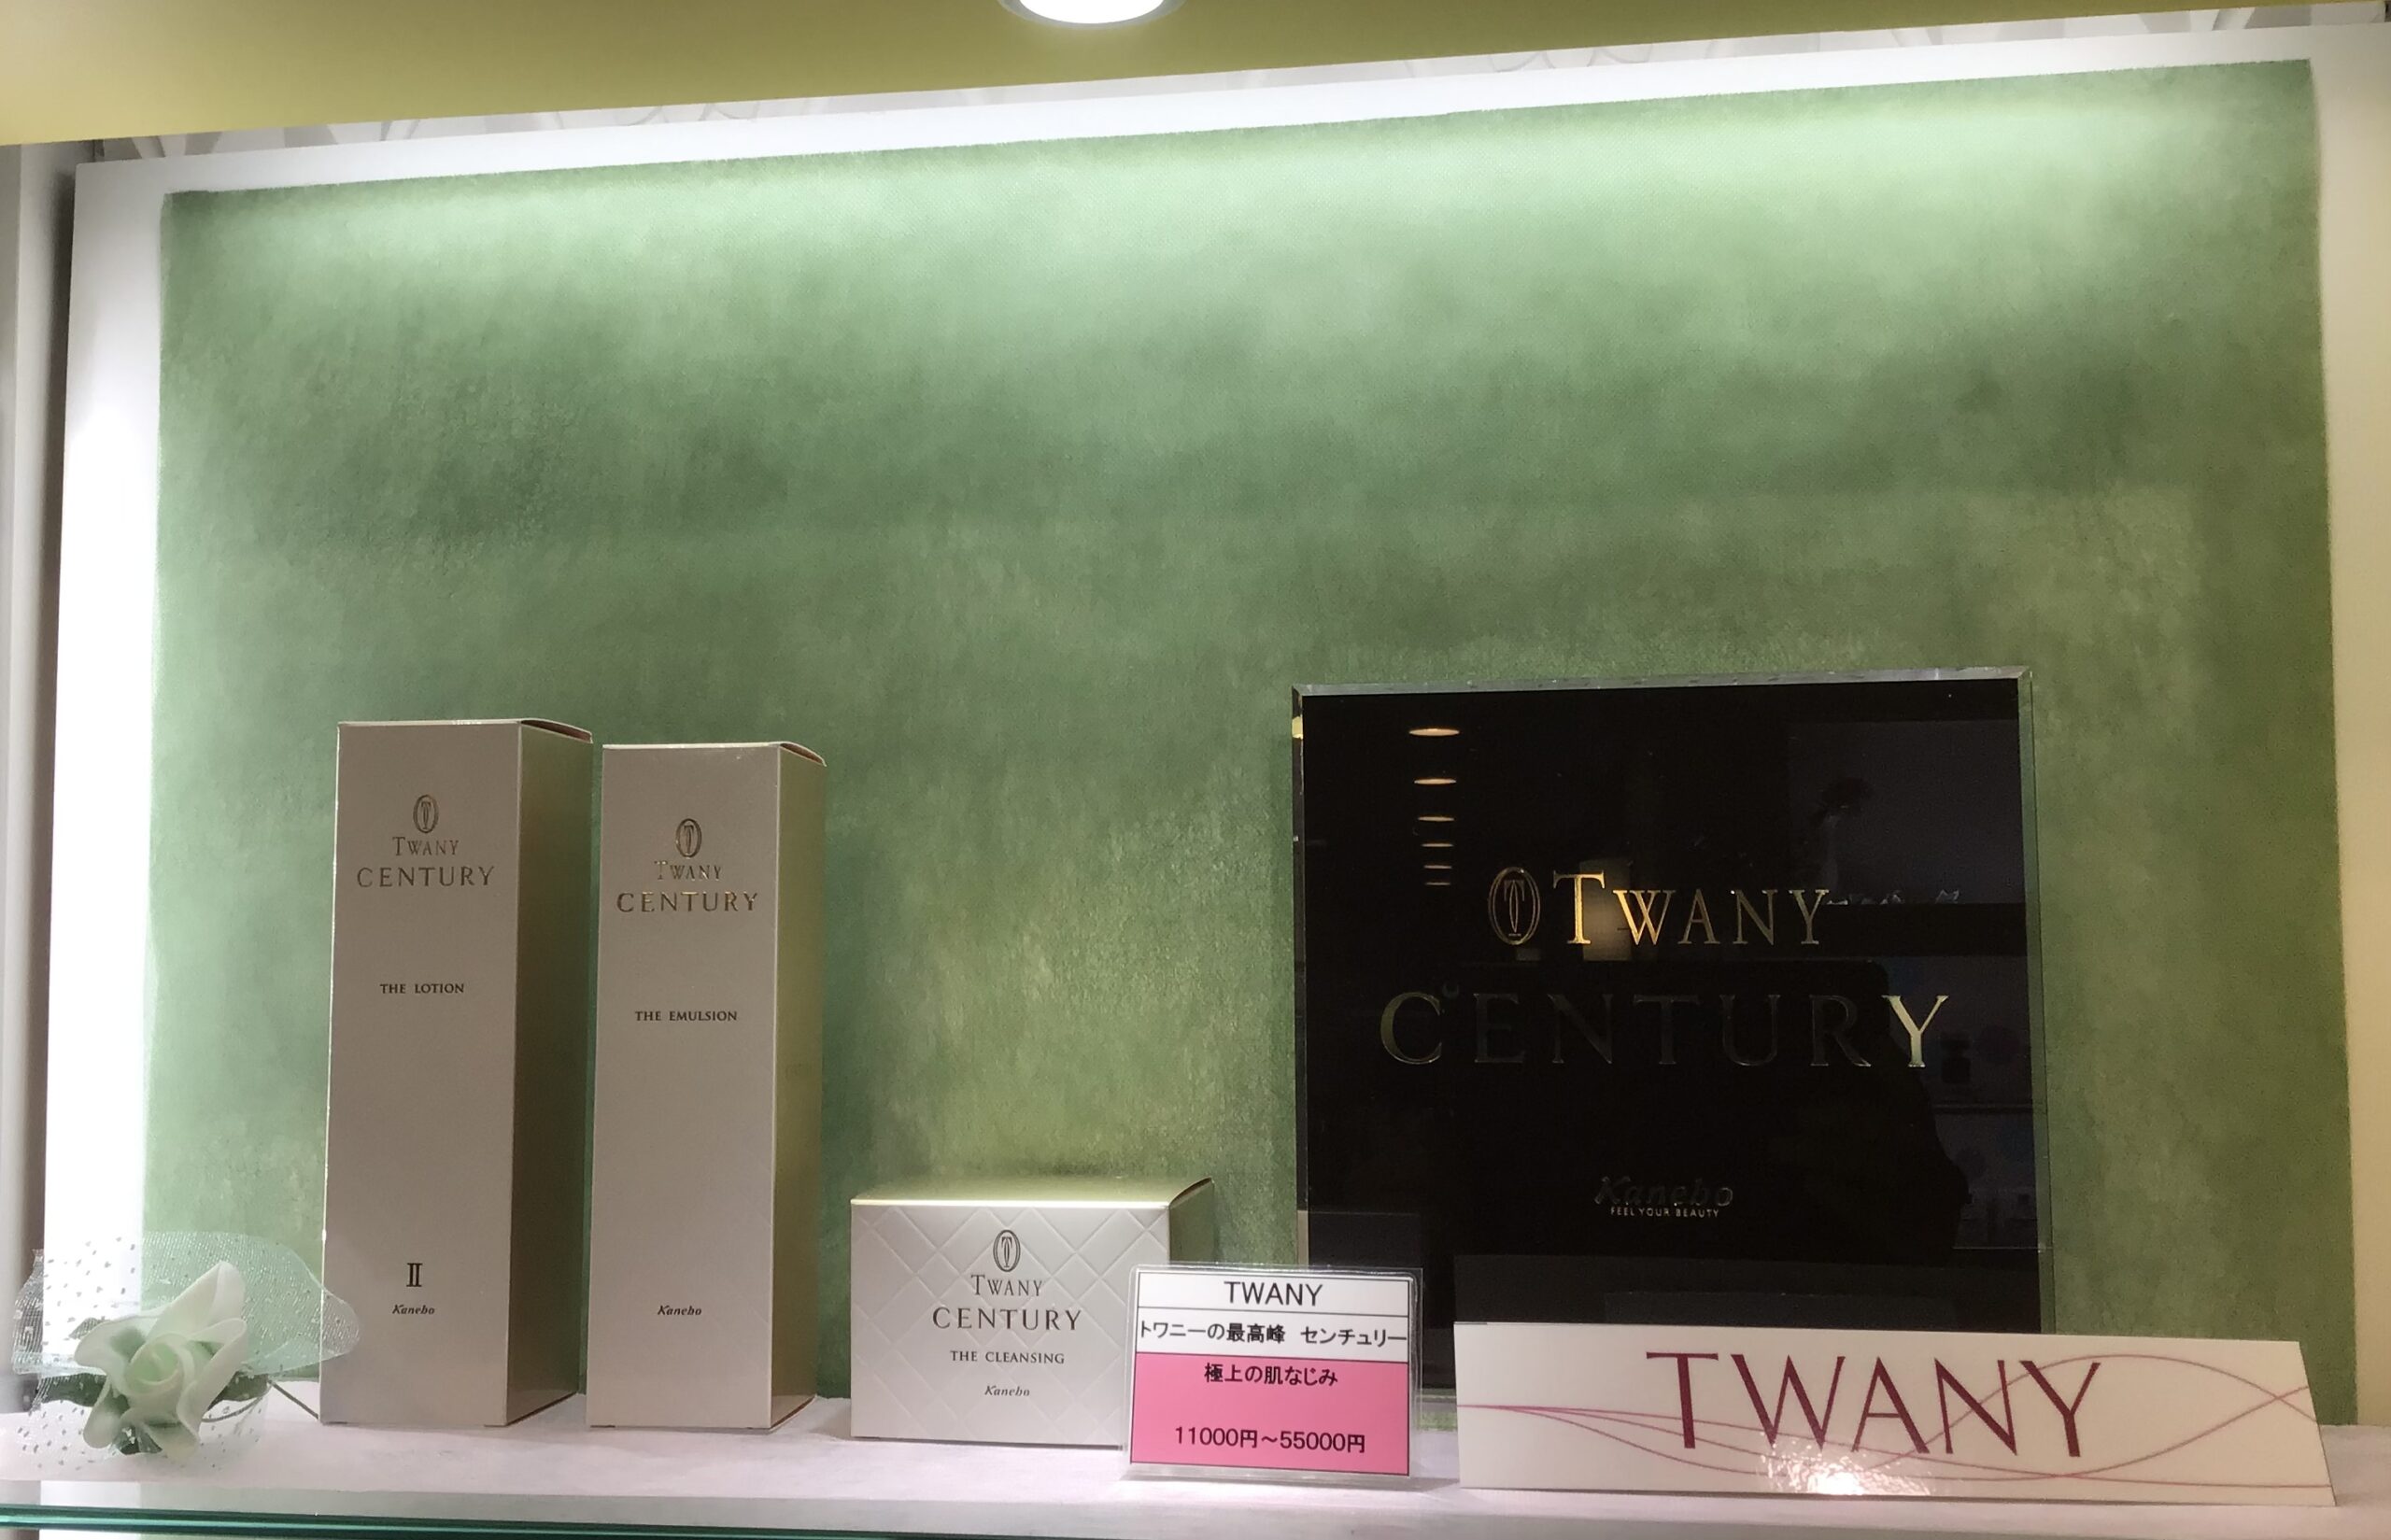 TWANY
CENTURY
THE LOTION
II
Kanebo
TWANY
CENTURY
THE EMULSION
Kanebo
TWANY
CENTURY
THE CLEANSING
Kanebo
TWANY
トワニーの最高峰 センチュリー
極上の肌なじみ
11000円～55000円
TWANY
CENTURY
Kanebo
FEEL YOUR BEAUTY
TWANY